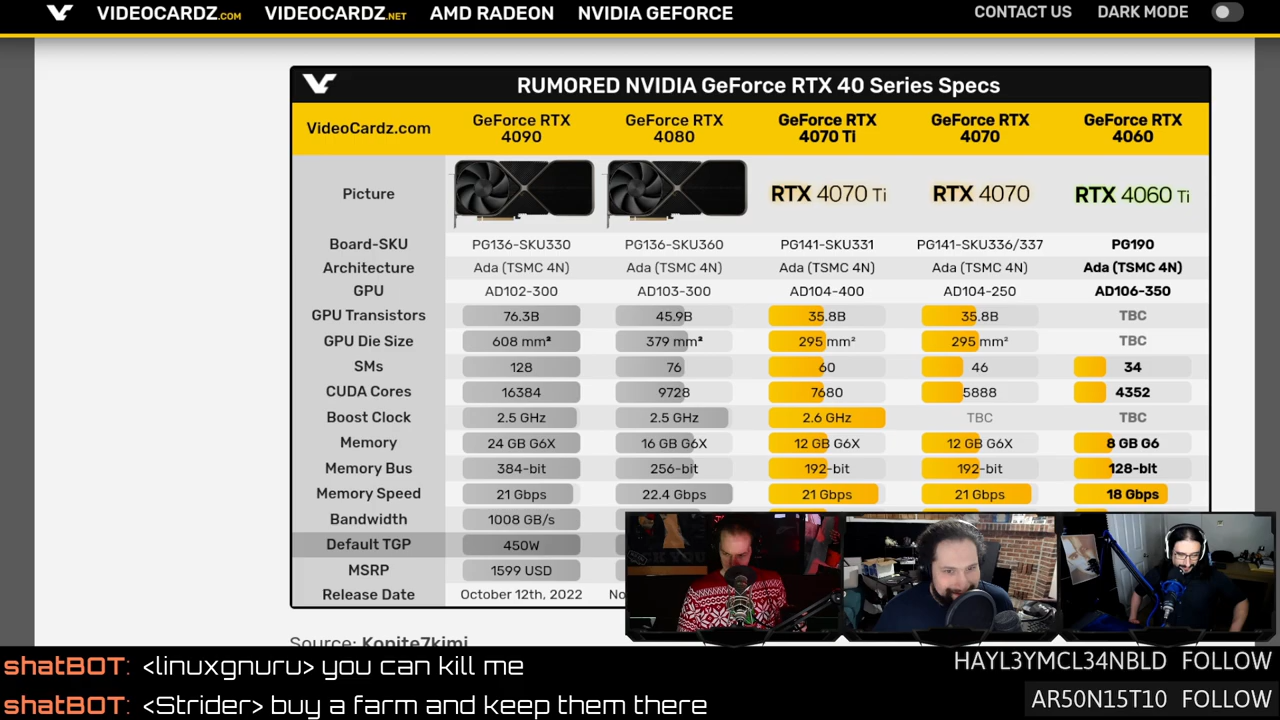 VIDEOCARDZ.COM VIDEOCARDZ.NET AMD RADEON NVIDIA GEFORCE CONTACT US DARK MODE
RUMORED NVIDIA GeForce RTX 40 Series Specs
VideoCardz.com GeForce RTX 4090 GeForce RTX 4080 GeForce RTX 4070 Ti GeForce RTX 4070 GeForce RTX 4060
Picture RTX 4070 Ti RTX 4070 RTX 4060 Ti
Board-SKU PG136-SKU330 PG136-SKU360 PG141-SKU331 PG141-SKU336/337 PG190
Architecture Ada (TSMC 4N) Ada (TSMC 4N) Ada (TSMC 4N) Ada (TSMC 4N) Ada (TSMC 4N)
GPU AD102-300 AD103-300 AD104-400 AD104-250 AD106-350
GPU Transistors 76.3B 45.9B 35.8B 35.8B TBC
GPU Die Size 608 mm² 379 mm² 295 mm² 295 mm² TBC
SMs 128 76 60 46 34
CUDA Cores 16384 9728 7680 5888 4352
Boost Clock 2.5 GHz 2.5 GHz 2.6 GHz TBC TBC
Memory 24 GB G6X 16 GB G6X 12 GB G6X 12 GB G6X 8 GB G6
Memory Bus 384-bit 256-bit 192-bit 192-bit 128-bit
Memory Speed 21 Gbps 22.4 Gbps 21 Gbps 21 Gbps 18 Gbps
Bandwidth 1008 GB/s
Default TGP 450W
MSRP 1599 USD
Release Date October 12th, 2022 No
Source: Kopite7kimi
shatBOT: <linuxgnuru> you can kill me
shatBOT: <Strider> buy a farm and keep them there
HAYL3YMCL34NBLD FOLLOW
AR50N15T10 FOLLOW